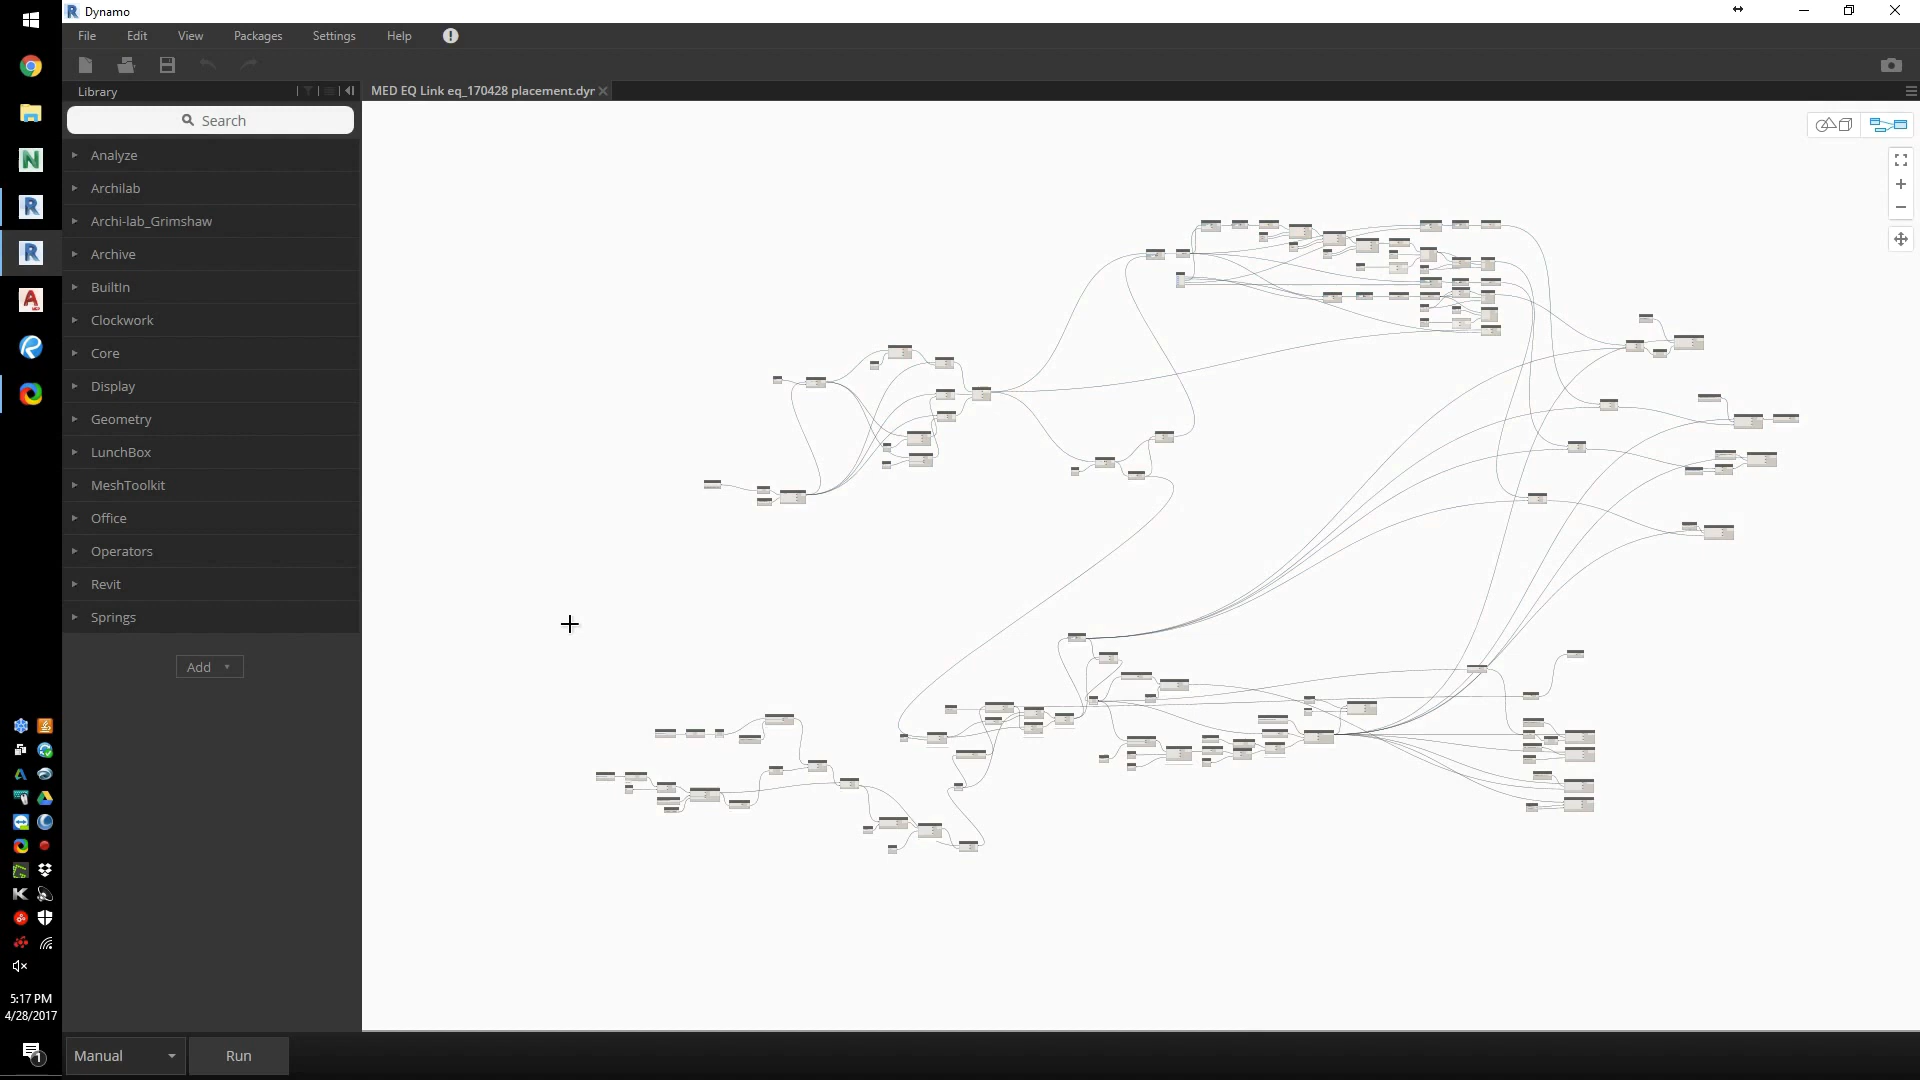 Dynamo
File Edit View Packages Settings Help
Library
MED EQ Link eq_170428 placement.dyn
Search
Analyze
Archilab
Archi-lab_Grimshaw
Archive
BuiltIn
Clockwork
Core
Display
Geometry
LunchBox
MeshToolkit
Office
Operators
Revit
Springs
Add
5:17 PM
4/28/2017
1
Manual
Run